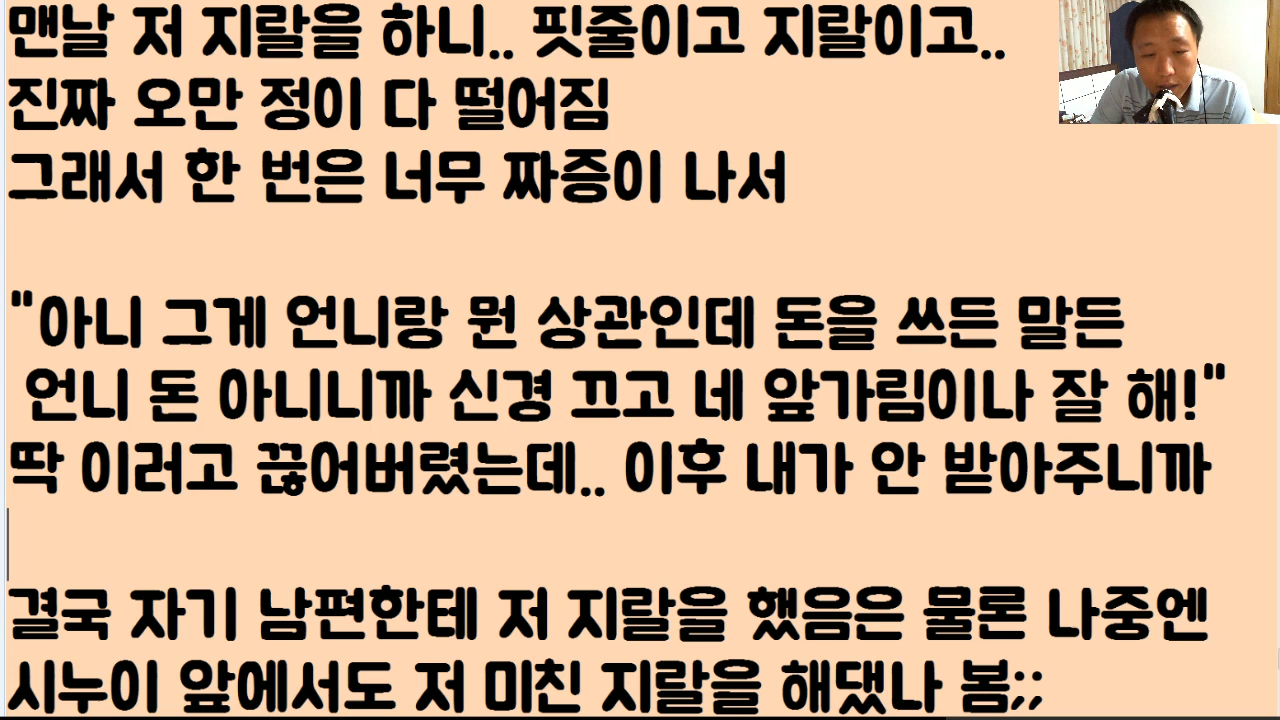 맨날 저 지랄을 하니.. 핏줄이고 지랄이고..
진짜 오만 정이 다 떨어짐
그래서 한 번은 너무 짜증이 나서
"아니 그게 언니랑 뭔 상관인데 돈을 쓰든 말든
언니 돈 아니니까 신경 끄고 네 앞가림이나 잘 해!"
딱 이러고 끊어버렸는데.. 이후 내가 안 받아주니까
결국 자기 남편한테 저 지랄을 했음은 물론 나중엔
시누이 앞에서도 저 미친 지랄을 해댔나 봄;;